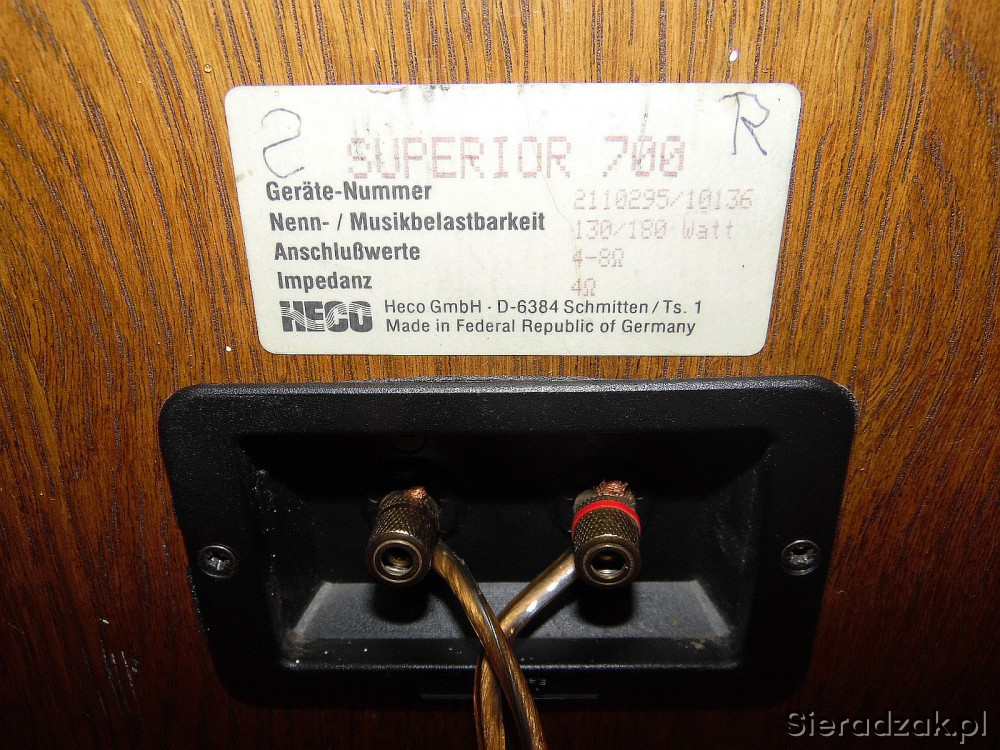 S R
SUPERIOR 700
Geräte-Nummer 2110295/10136
Nenn- / Musikbelastbarkeit 130/180 Watt
Anschlußwerte 4-8Ω
Impedanz 4Ω
HECO Heco GmbH · D-6384 Schmitten / Ts. 1
Made in Federal Republic of Germany
Sieradzak.pl